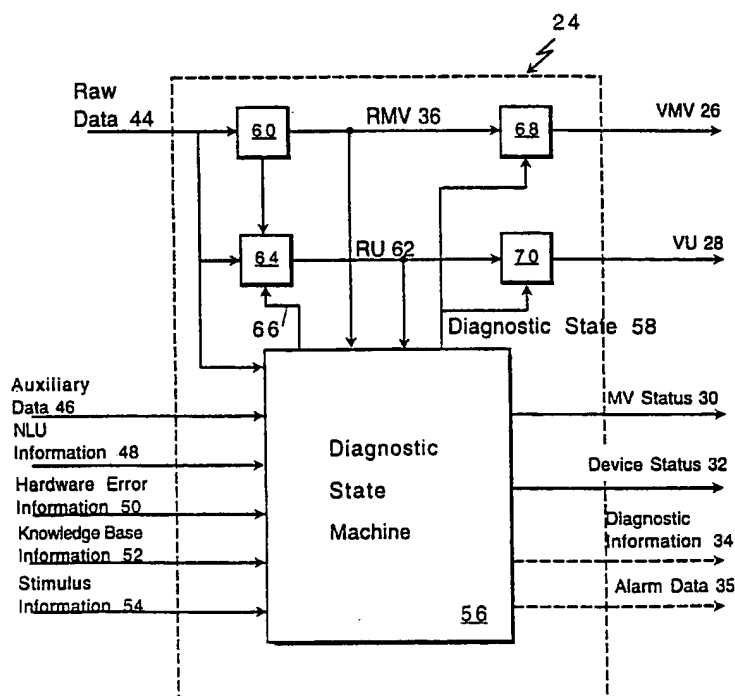 24
Raw
Data 44
60
RMV 36
68
VMV 26
64
RU 62
70
VU 28
66
Diagnostic State 58
Auxiliary
Data 46
NLU
Information 48
Hardware Error
Information 50
Knowledge Base
Information 52
Stimulus
Information 54
Diagnostic
State
Machine
56
MV Status 30
Device Status 32
Diagnostic
Information 34
Alarm Data 35